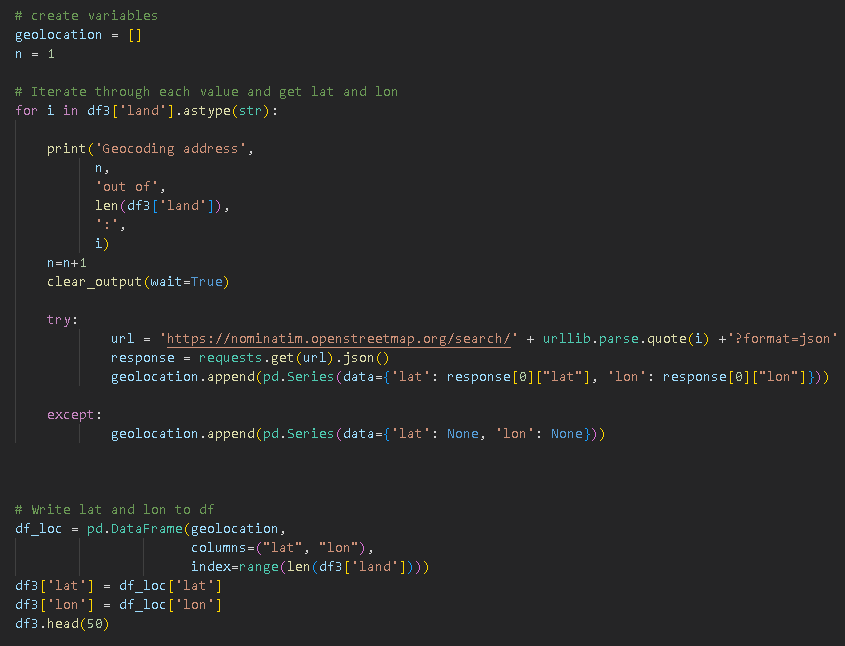 # create variables
geolocation = []
n = 1
# Iterate through each value and get lat and lon
for i in df3['land'].astype(str):
print('Geocoding address',
n,
'out of',
len(df3['land']),
':',
i)
n=n+1
clear_output(wait=True)
try:
url = 'https://nominatim.openstreetmap.org/search/' + urllib.parse.quote(i) +'?format=json'
response = requests.get(url).json()
geolocation.append(pd.Series(data={'lat': response[0]["lat"], 'lon': response[0]["lon"]}))
except:
geolocation.append(pd.Series(data={'lat': None, 'lon': None}))
# Write lat and lon to df
df_loc = pd.DataFrame(geolocation,
columns=("lat", "lon"),
index=range(len(df3['land'])))
df3['lat'] = df_loc['lat']
df3['lon'] = df_loc['lon']
df3.head(50)